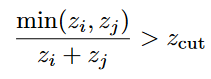 min(z_i, z_j) / (z_i + z_j) > z_cut